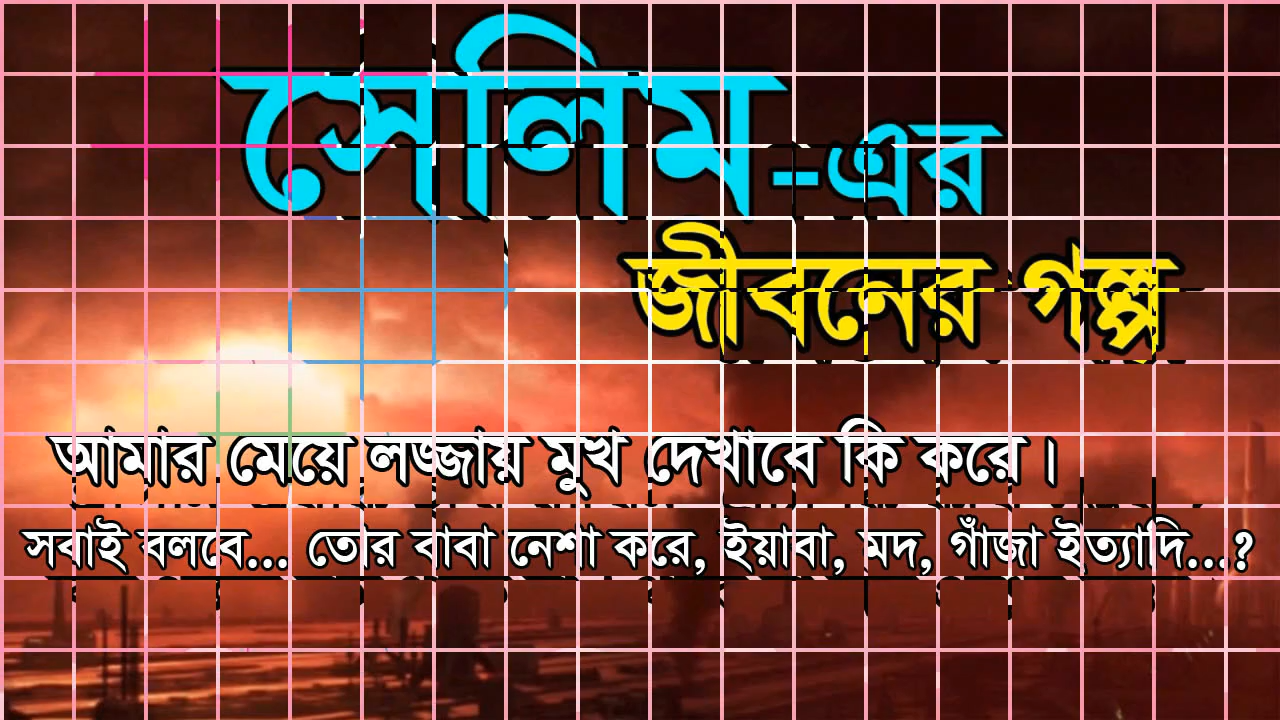 সেলিম-এর
জীবনের গল্প
আমার মেয়ে লজ্জায় মুখ দেখাবে কি করে।
সবাই বলবে... তোর বাবা নেশা করে, ইয়াবা, মদ, গাঁজা ইত্যাদি...?